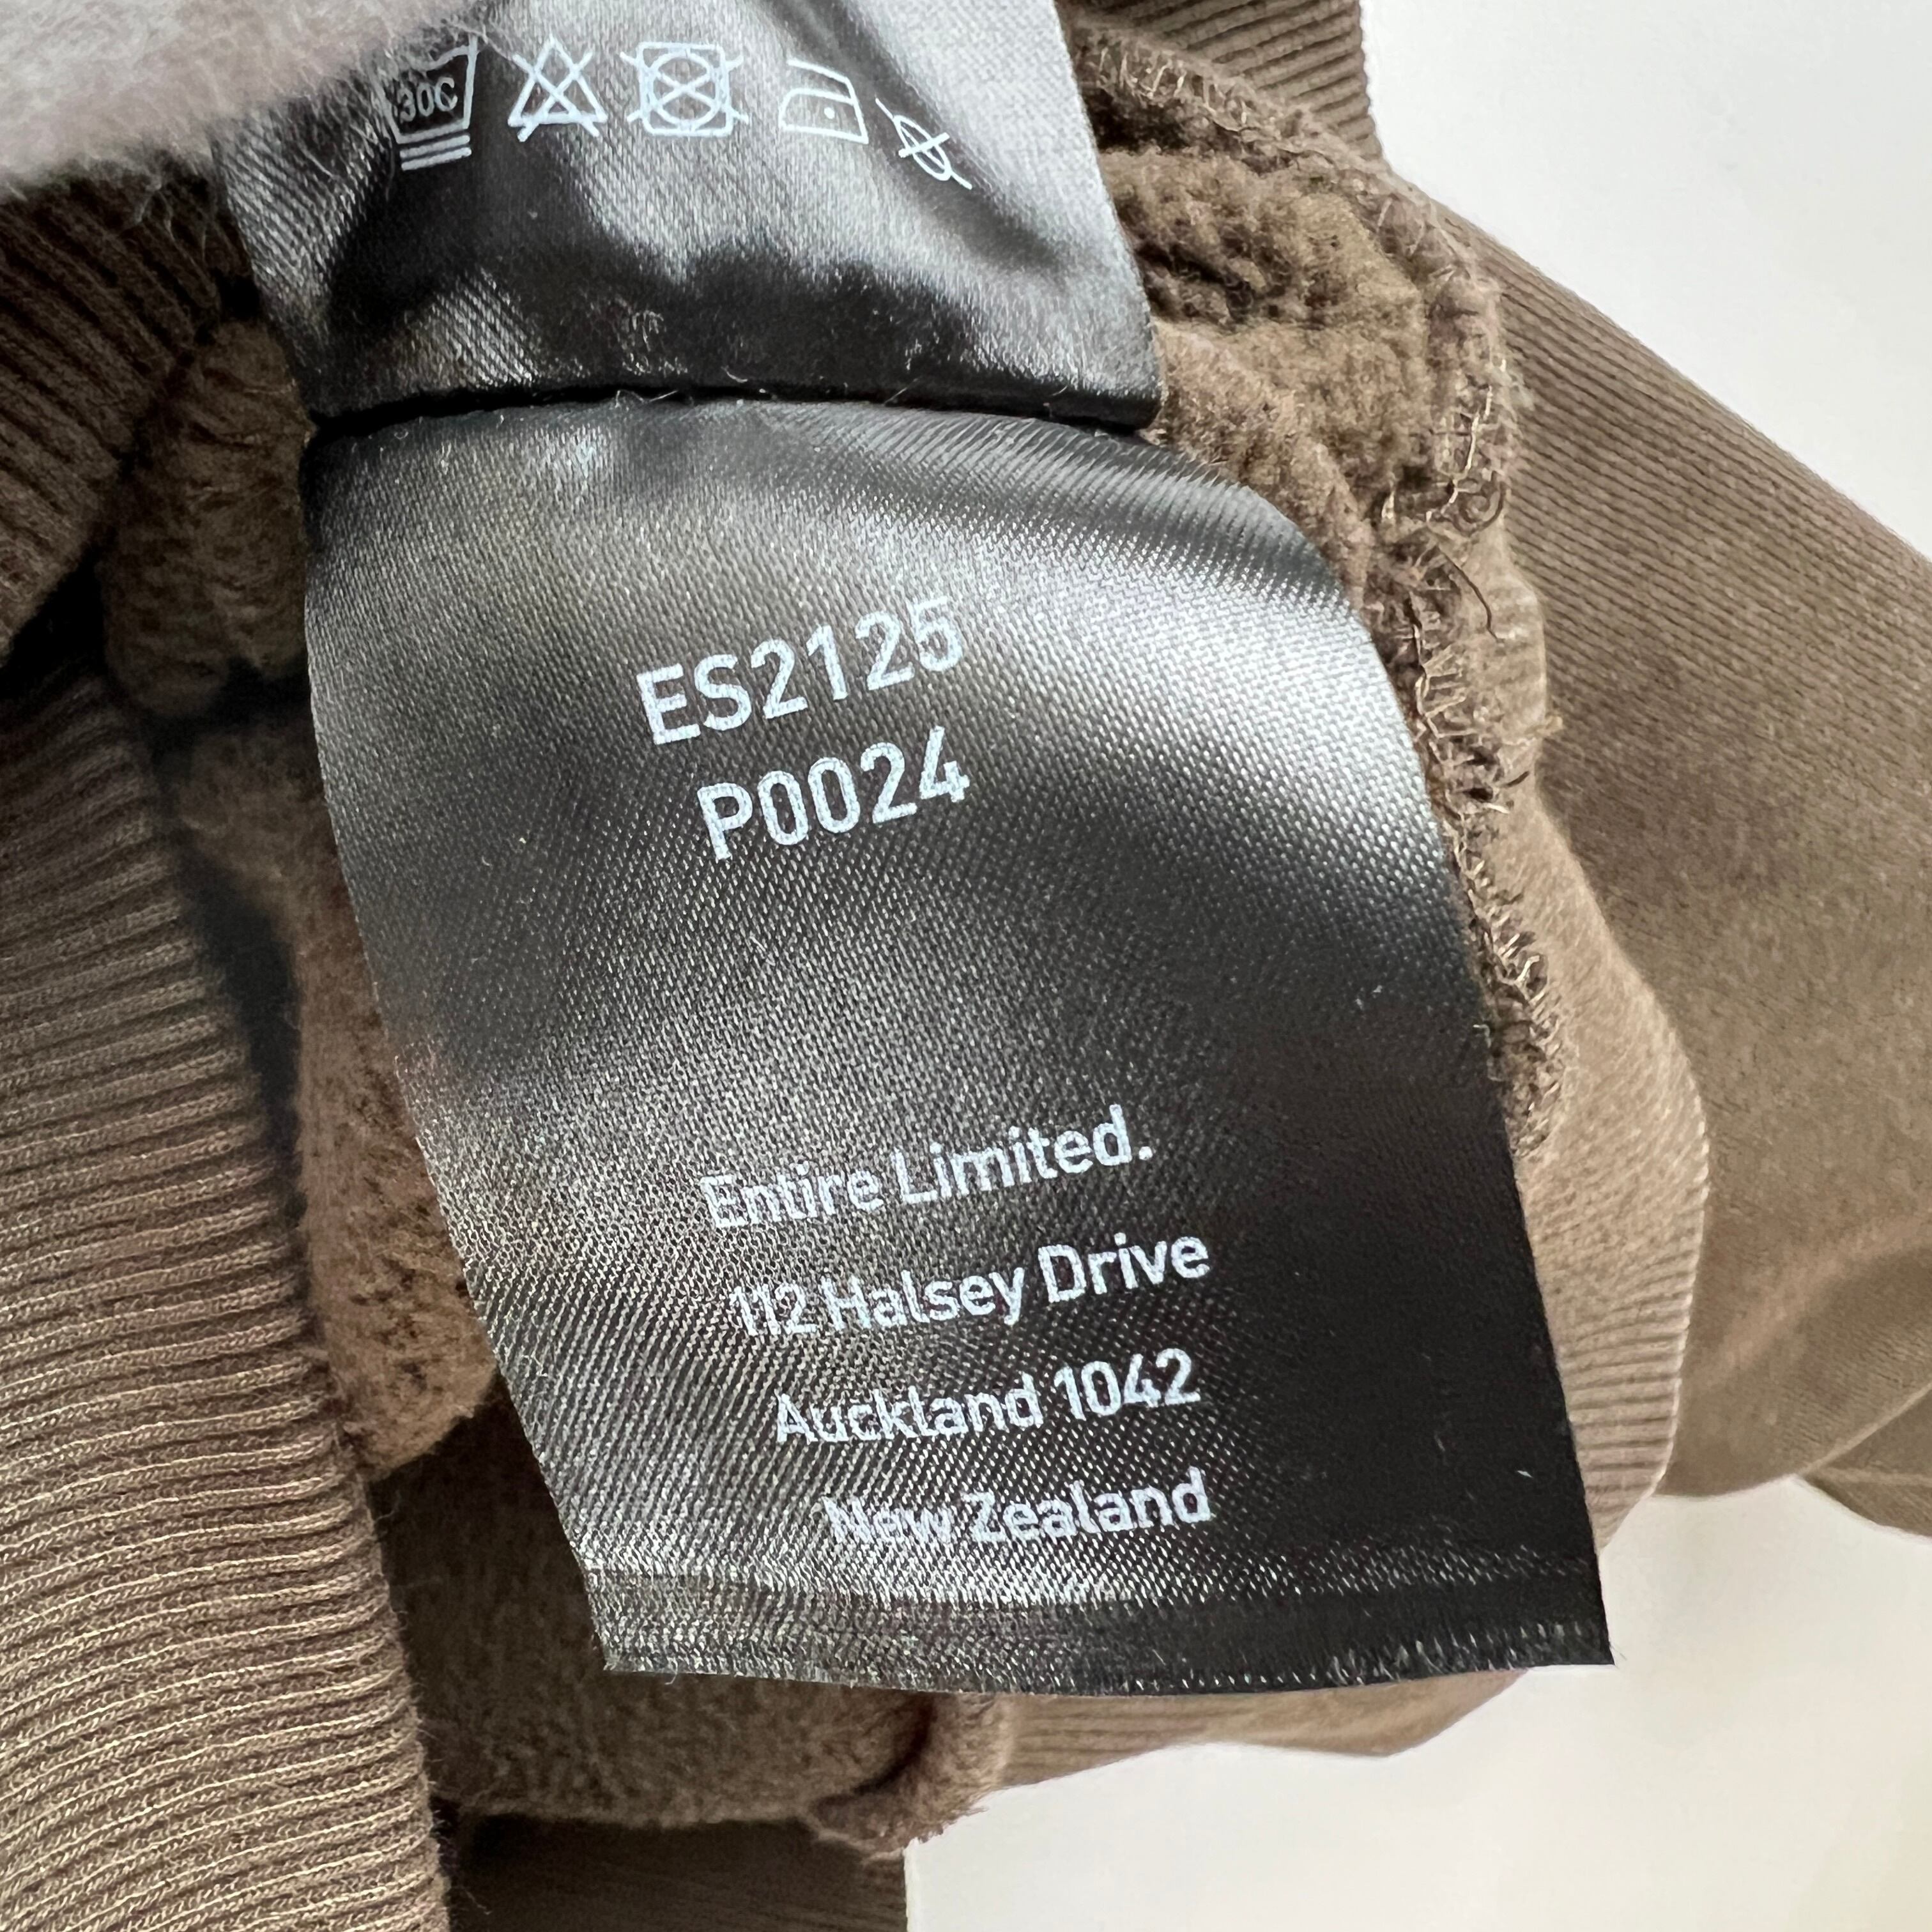 30C
ES2125
P0024
Entire Limited.
112 Halsey Drive
Auckland 1042
New Zealand